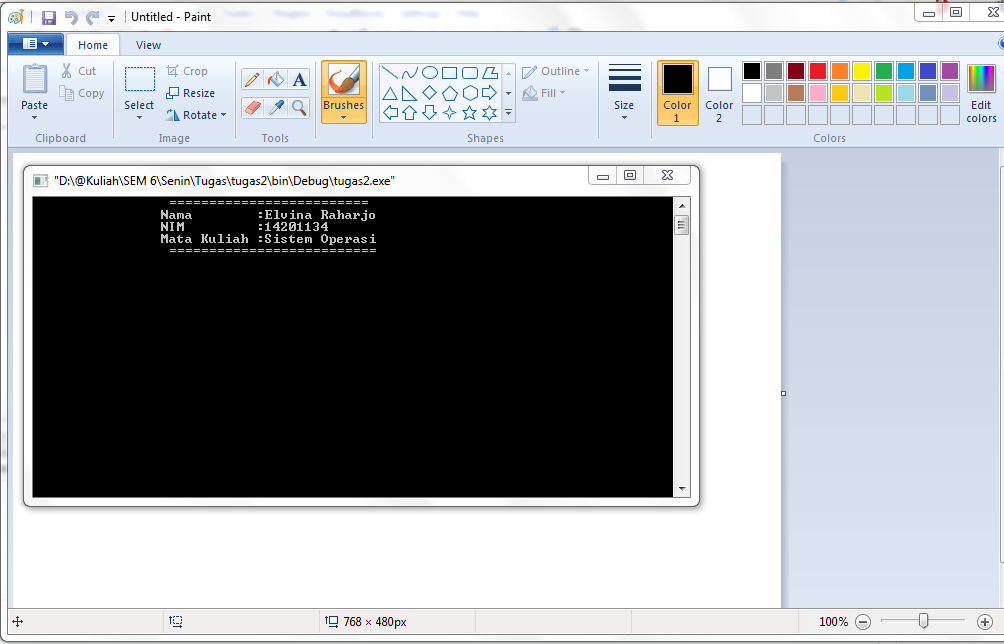 Untitled - Paint
Home View
Paste
Cut
Copy
Clipboard
Select
Crop
Resize
Rotate
Image
A
Tools
Brushes
Outline
Fill
Shapes
Size
Color 1
Color 2
Edit colors
Colors
"D:\@Kuliah\SEM 6\Senin\Tugas\tugas2\bin\Debug\tugas2.exe"
=========================
Nama :Elvina Raharjo
NIM :14201134
Mata Kuliah :Sistem Operasi
==========================
768 × 480px
100%